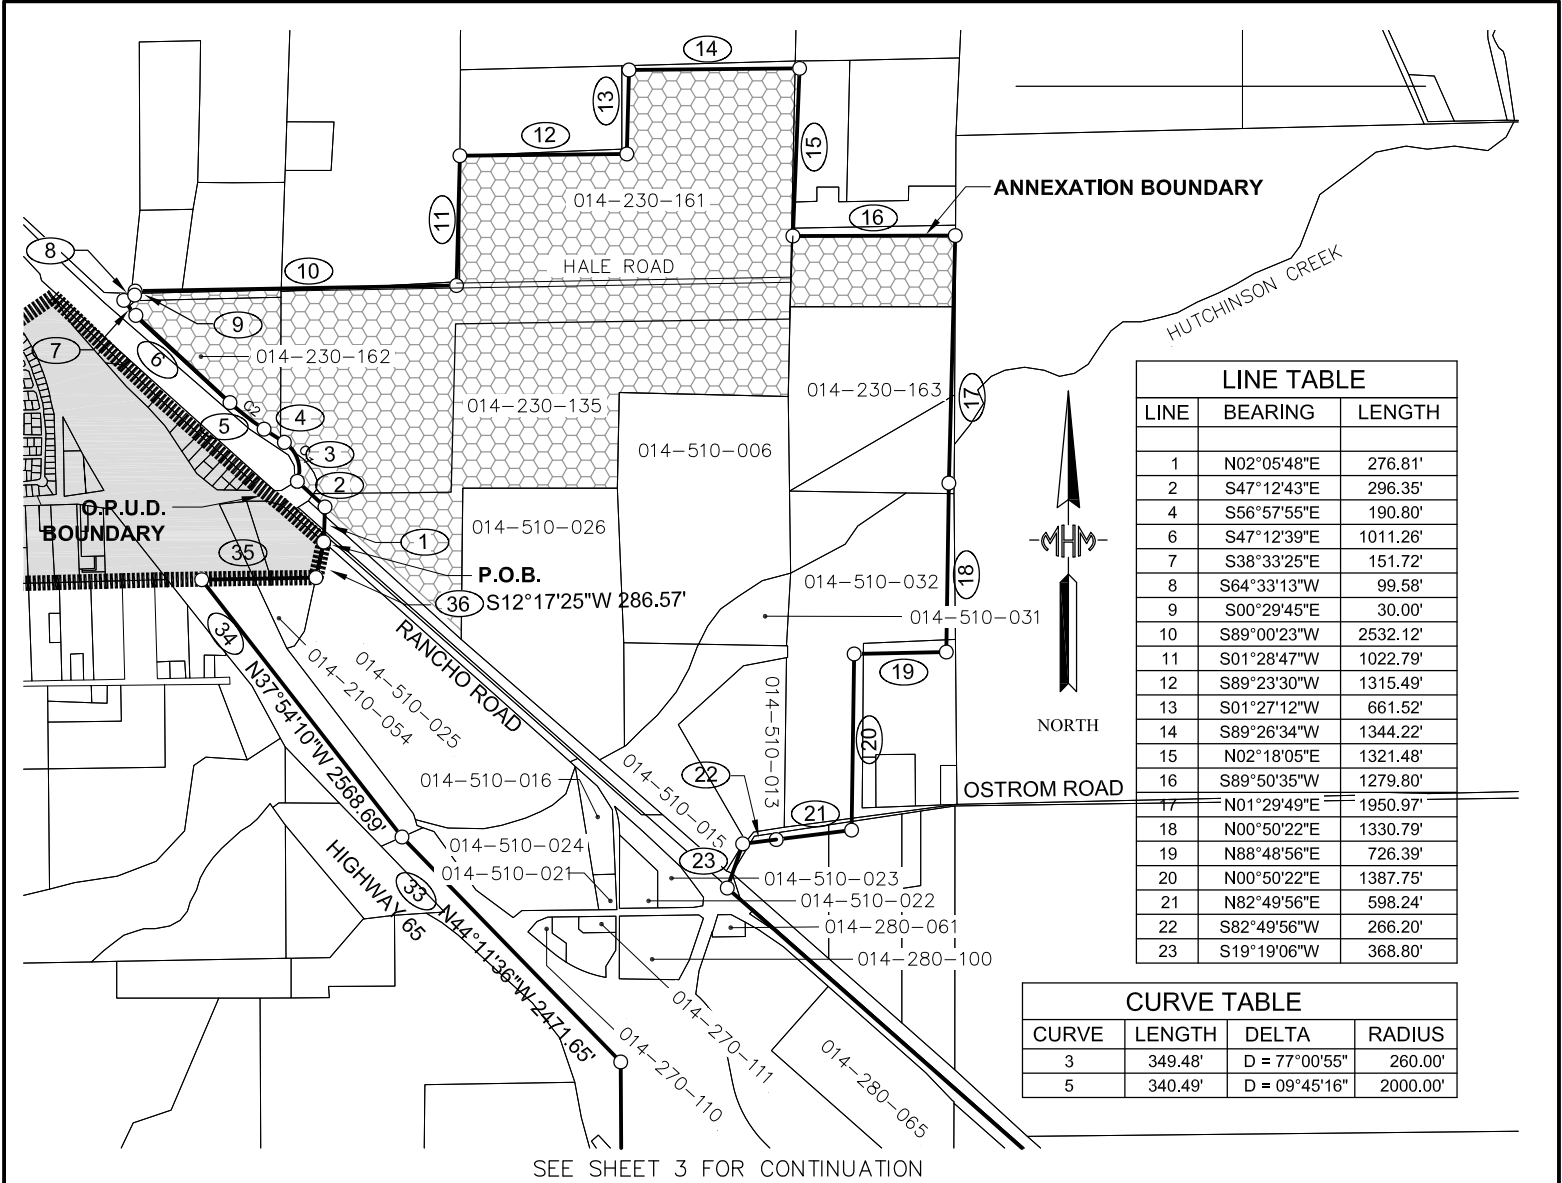 14
13
12
15
ANNEXATION BOUNDARY
014-230-161
11
16
8
10
HALE ROAD
HUTCHINSON CREEK
9
7
6
014-230-162
014-230-135
014-230-163
17
C2
4
5
3
2
014-510-006
O.P.U.D.
BOUNDARY
014-510-026
1
35
P.O.B.
36 S12°17'25"W 286.57'
014-510-032
18
014-510-031
34
N37°54'10"W 2568.69'
014-210-054
014-510-025
RANCHO ROAD
19
20
NORTH
MHM
014-510-013
014-510-016
014-510-015
22
OSTROM ROAD
21
014-510-024
014-510-021
23
014-510-023
014-510-022
014-280-061
014-280-100
HIGHWAY 65
33
N44°11'36"W 2471.65'
014-270-111
014-270-110
014-280-065
LINE TABLE
LINE BEARING LENGTH
1 N02°05'48"E 276.81'
2 S47°12'43"E 296.35'
4 S56°57'55"E 190.80'
6 S47°12'39"E 1011.26'
7 S38°33'25"E 151.72'
8 S64°33'13"W 99.58'
9 S00°29'45"E 30.00'
10 S89°00'23"W 2532.12'
11 S01°28'47"W 1022.79'
12 S89°23'30"W 1315.49'
13 S01°27'12"W 661.52'
14 S89°26'34"W 1344.22'
15 N02°18'05"E 1321.48'
16 S89°50'35"W 1279.80'
17 N01°29'49"E 1950.97'
18 N00°50'22"E 1330.79'
19 N88°48'56"E 726.39'
20 N00°50'22"E 1387.75'
21 N82°49'56"E 598.24'
22 S82°49'56"W 266.20'
23 S19°19'06"W 368.80'
CURVE TABLE
CURVE LENGTH DELTA RADIUS
3 349.48' D = 77°00'55" 260.00'
5 340.49' D = 09°45'16" 2000.00'
SEE SHEET 3 FOR CONTINUATION